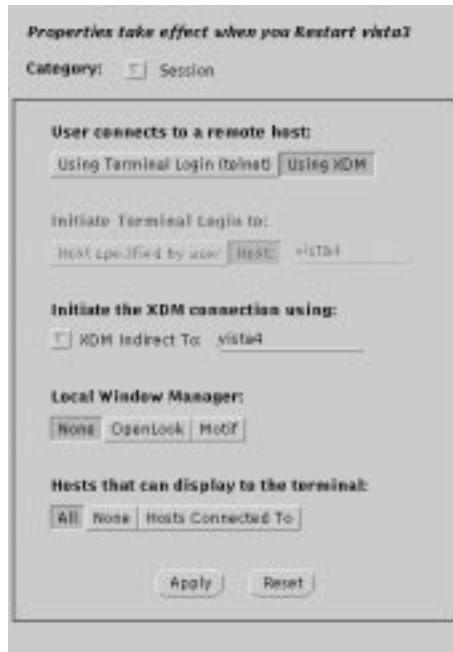 Properties take effect when you Restart vista3
Category: Session
User connects to a remote host:
Using Terminal Login (telnet) Using XDM
Initiate Terminal Login to:
Host specified by user Host: vista4
Initiate the XDM connection using:
XDM Indirect To: vista4
Local Window Manager:
None OpenLook Motif
Hosts that can display to the terminal:
All None Hosts Connected To
Apply Reset